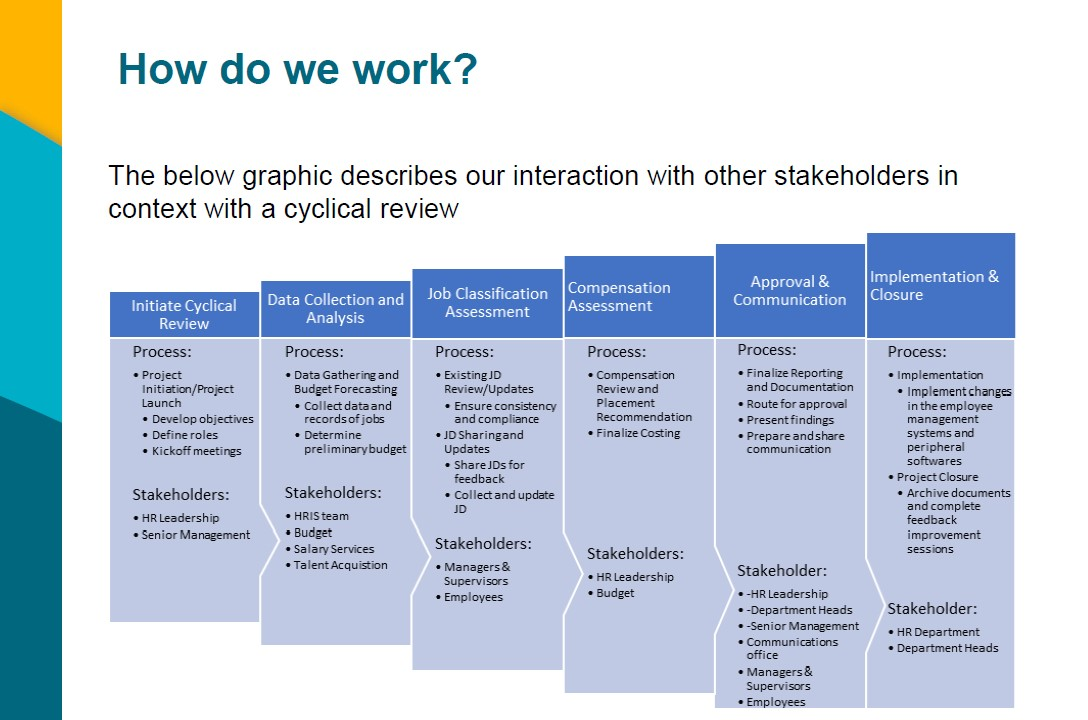 How do we work?
The below graphic describes our interaction with other stakeholders in
context with a cyclical review
Initiate Cyclical
Review
Process:
• Project
Initiation/Project
Launch
• Develop objectives
• Define roles
• Kickoff meetings
Stakeholders:
• HR Leadership
• Senior Management
Data Collection and
Analysis
Process:
• Data Gathering and
Budget Forecasting
• Collect data and
records of jobs
• Determine
preliminary budget
Stakeholders:
• HRIS team
• Budget
• Salary Services
• Talent Acquistion
Job Classification
Assessment
Process:
• Existing JD
Review/Updates
• Ensure consistency
and compliance
• JD Sharing and
Updates
• Share JDs for
feedback
• Collect and update
JD
Stakeholders:
• Managers &
Supervisors
• Employees
Compensation
Assessment
Process:
• Compensation
Review and
Placement
Recommendation
• Finalize Costing
Stakeholders:
• HR Leadership
• Budget
Approval &
Communication
Process:
• Finalize Reporting
and Documentation
• Route for approval
• Present findings
• Prepare and share
communication
Stakeholder:
• -HR Leadership
• -Department Heads
• -Senior Management
• Communications
office
• Managers &
Supervisors
• Employees
Implementation &
Closure
Process:
• Implementation
• Implement changes
in the employee
management
systems and
peripheral
softwares
• Project Closure
• Archive documents
and complete
feedback
improvement
sessions
Stakeholder:
• HR Department
• Department Heads